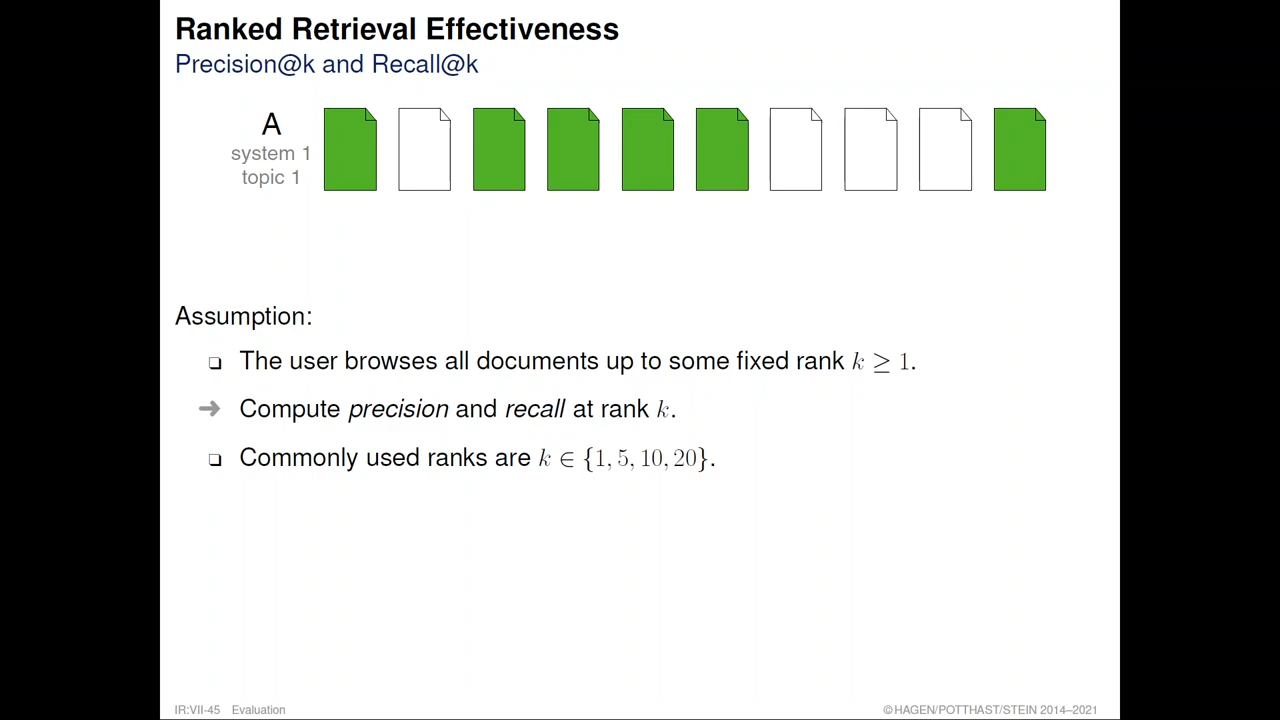 Ranked Retrieval Effectiveness
Precision@k and Recall@k
A
system 1
topic 1
Assumption:
❏ The user browses all documents up to some fixed rank k ≥ 1.
➜ Compute precision and recall at rank k.
❏ Commonly used ranks are k ∈ {1, 5, 10, 20}.
IR:VII-45 Evaluation
©HAGEN/POTTHAST/STEIN 2014–2021